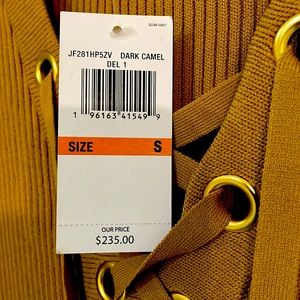 JF281HP5ZV DARK CAMEL
DEL 1
1 96163 41549 9
SIZE S
OUR PRICE
$235.00